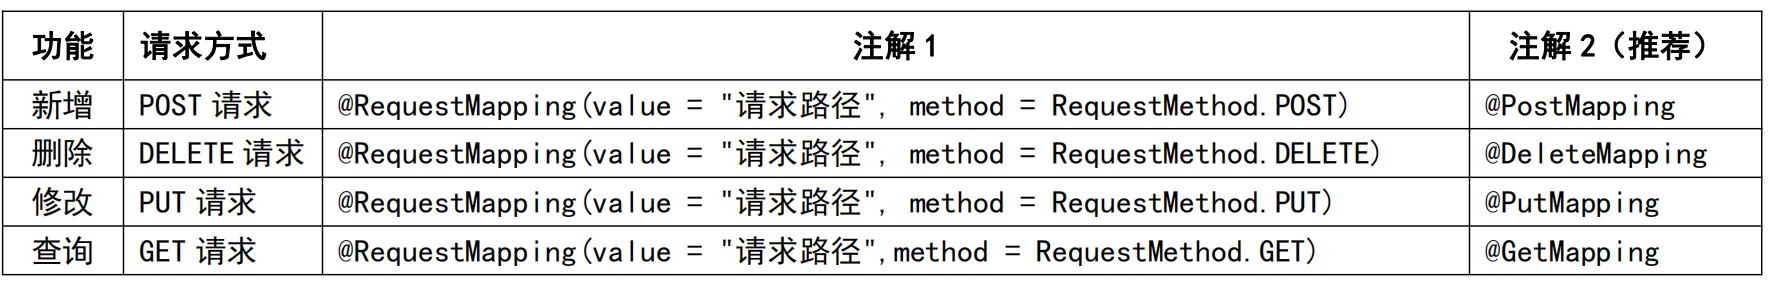 功能 请求方式 注解 1 注解 2（推荐）
新增 POST 请求 @RequestMapping(value = "请求路径", method = RequestMethod.POST) @PostMapping
删除 DELETE 请求 @RequestMapping(value = "请求路径", method = RequestMethod.DELETE) @DeleteMapping
修改 PUT 请求 @RequestMapping(value = "请求路径", method = RequestMethod.PUT) @PutMapping
查询 GET 请求 @RequestMapping(value = "请求路径",method = RequestMethod.GET) @GetMapping